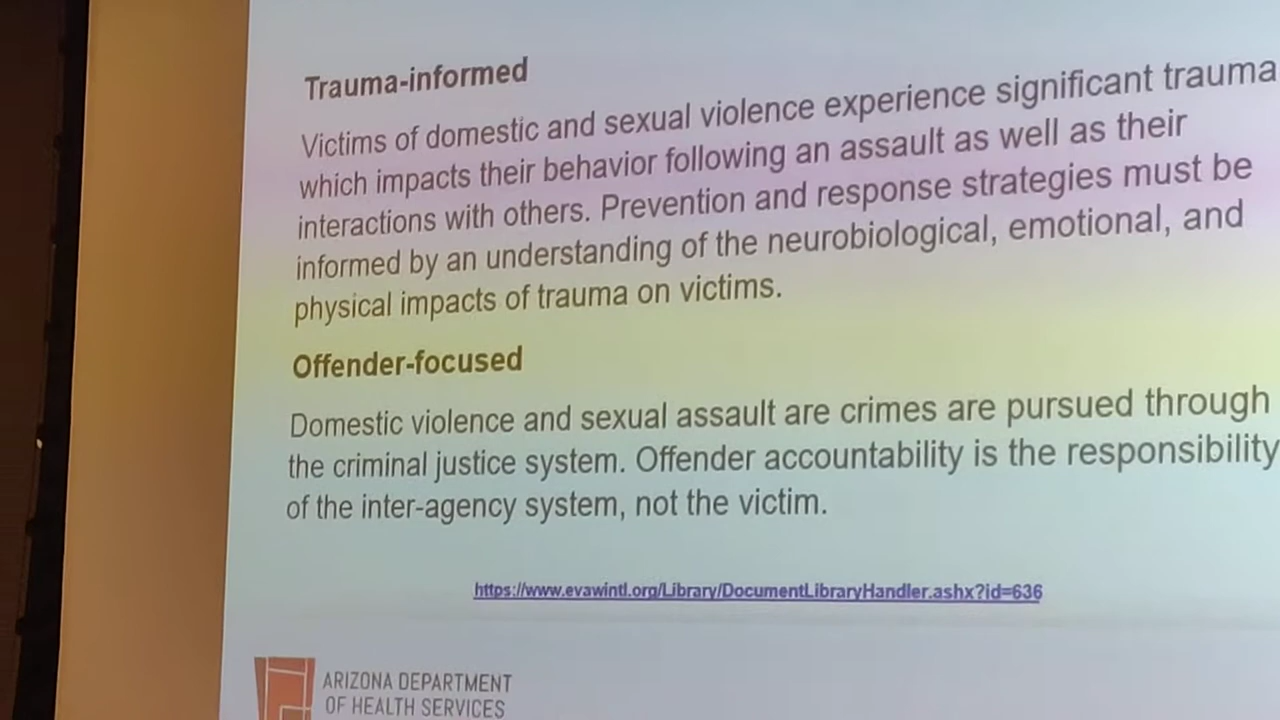 Trauma-informed
Victims of domestic and sexual violence experience significant trauma
which impacts their behavior following an assault as well as their
interactions with others. Prevention and response strategies must be
informed by an understanding of the neurobiological, emotional, and
physical impacts of trauma on victims.
Offender-focused
Domestic violence and sexual assault are crimes are pursued through
the criminal justice system. Offender accountability is the responsibility
of the inter-agency system, not the victim.
https://www.evawintl.org/Library/DocumentLibraryHandler.ashx?id=636
ARIZONA DEPARTMENT
OF HEALTH SERVICES